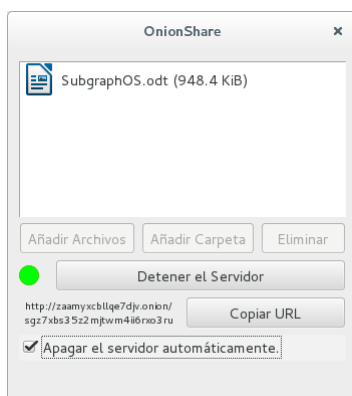 OnionShare
SubgraphOS.odt (948.4 KiB)
Añadir Archivos Añadir Carpeta Eliminar
Detener el Servidor
http://zaamyxcbllqe7djv.onion/
sgz7xbs35z2mjtwm4ii6rxo3ru
Copiar URL
Apagar el servidor automáticamente.